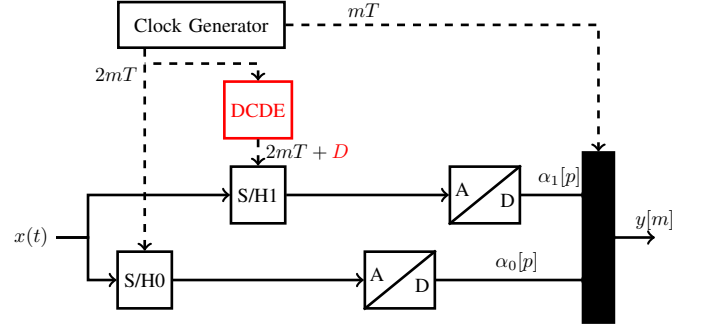 Clock Generator
mT
2mT
DCDE
2mT + D
S/H1
A
D
α₁[p]
x(t)
y[m]
S/H0
A
D
α₀[p]